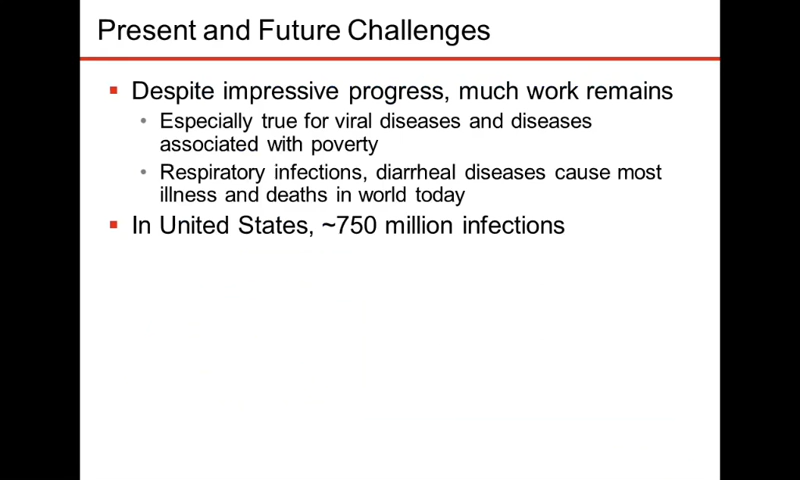 Present and Future Challenges
Despite impressive progress, much work remains
Especially true for viral diseases and diseases
associated with poverty
Respiratory infections, diarrheal diseases cause most
illness and deaths in world today
In United States, ~750 million infections